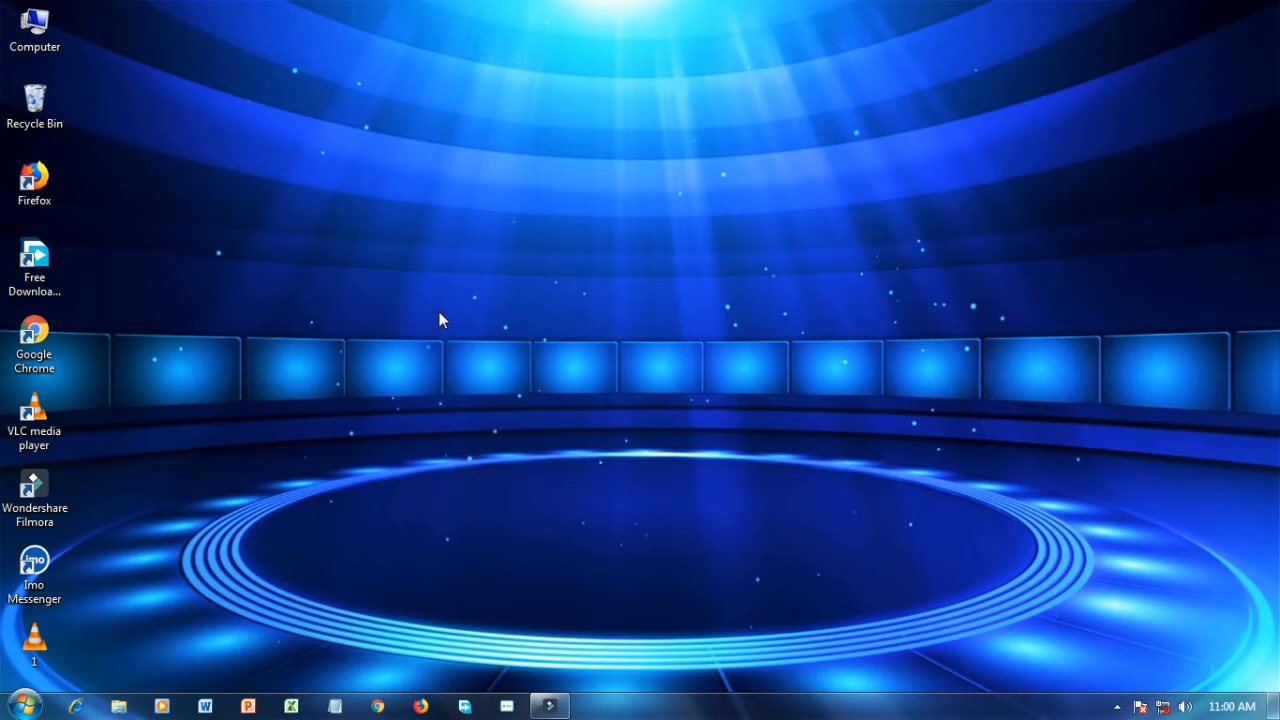 Computer
Recycle Bin
Firefox
Free
Downloa...
Google
Chrome
VLC media
player
Wondershare
Filmora
imo
Imo
Messenger
1
11:00 AM